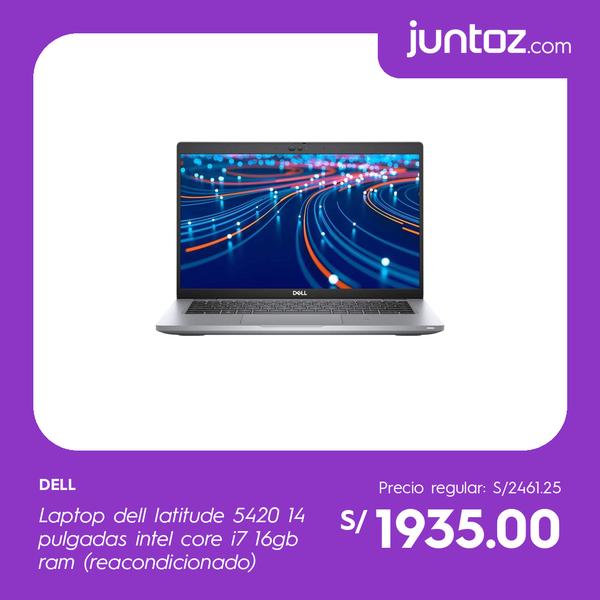 juntoz.com
DELL
DELL
Laptop dell latitude 5420 14
pulgadas intel core i7 16gb
ram (reacondicionado)
Precio regular: S/2461.25
S/ 1935.00